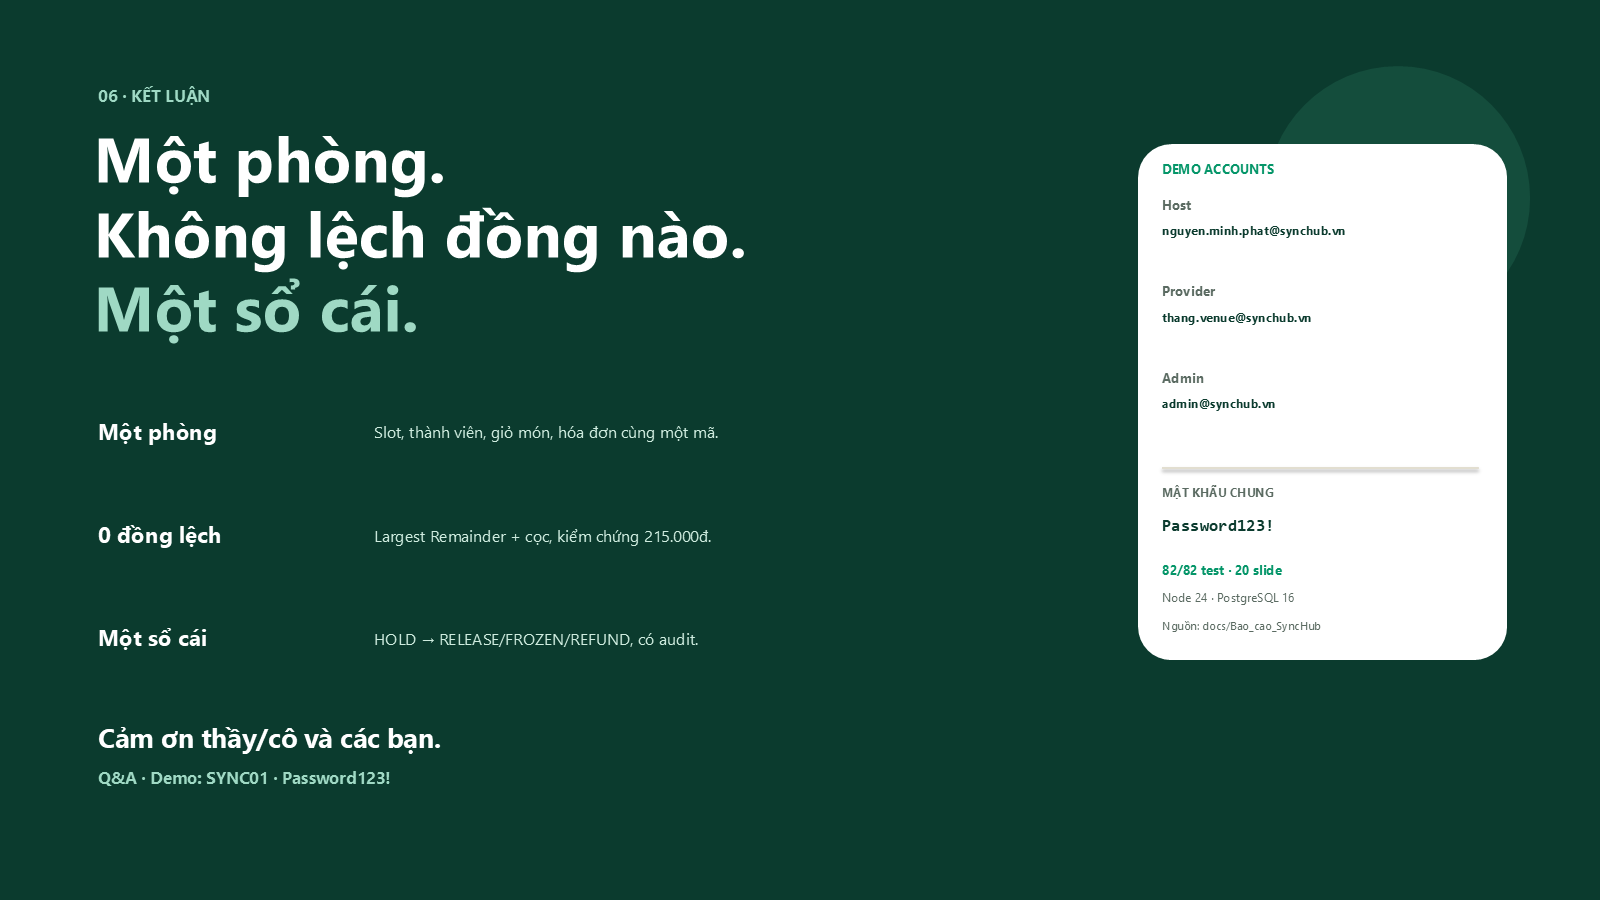 06 · KẾT LUẬN
Một phòng.
Không lệch đồng nào.
Một sổ cái.
Một phòng
Slot, thành viên, giỏ món, hóa đơn cùng một mã.
0 đồng lệch
Largest Remainder + cọc, kiểm chứng 215.000đ.
Một sổ cái
HOLD → RELEASE/FROZEN/REFUND, có audit.
Cảm ơn thầy/cô và các bạn.
Q&A · Demo: SYNC01 · Password123!
DEMO ACCOUNTS
Host
nguyen.minh.phat@synchub.vn
Provider
thang.venue@synchub.vn
Admin
admin@synchub.vn
MẬT KHẨU CHUNG
Password123!
82/82 test · 20 slide
Node 24 · PostgreSQL 16
Nguồn: docs/Bao_cao_SyncHub